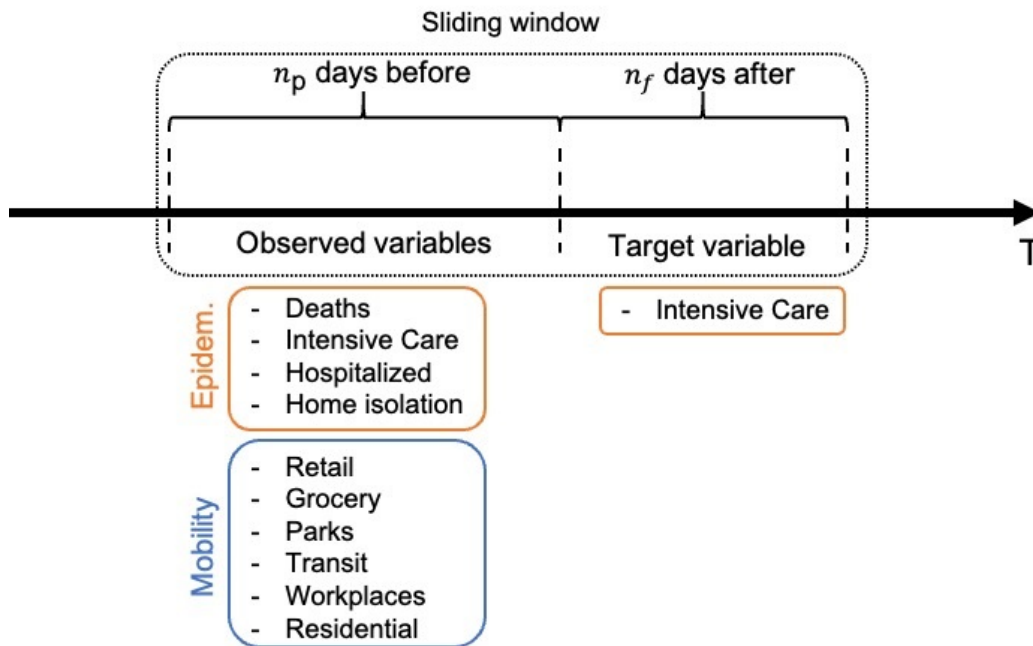 Sliding window
n_p days before
n_f days after
Observed variables
Target variable
T
Epidem.
- Deaths
- Intensive Care
- Hospitalized
- Home isolation
- Intensive Care
Mobility
- Retail
- Grocery
- Parks
- Transit
- Workplaces
- Residential